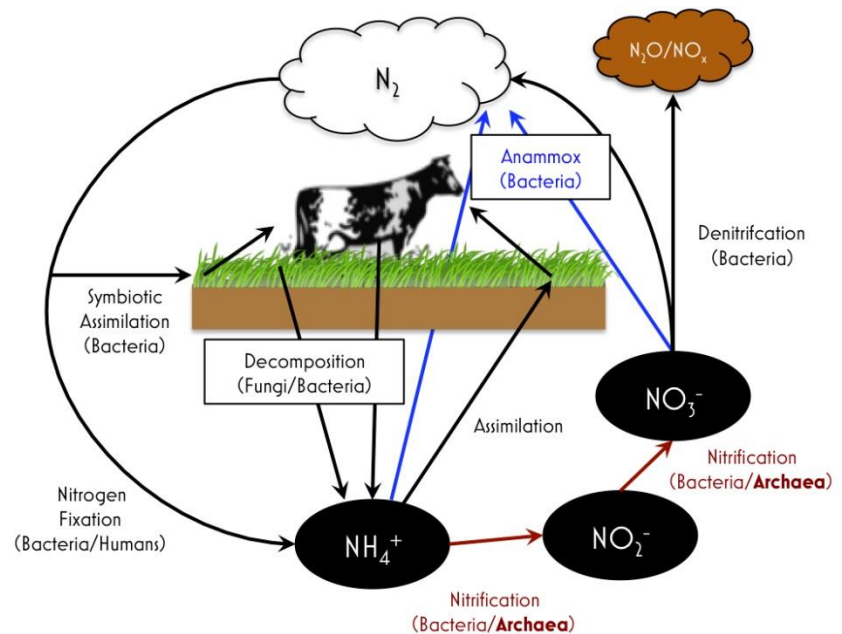 N₂
N₂O/NOₓ
Anammox
(Bacteria)
Denitrifcation
(Bacteria)
Symbiotic
Assimilation
(Bacteria)
Decomposition
(Fungi/Bacteria)
Assimilation
NO₃⁻
Nitrification
(Bacteria/Archaea)
Nitrogen
Fixation
(Bacteria/Humans)
NH₄⁺
NO₂⁻
Nitrification
(Bacteria/Archaea)